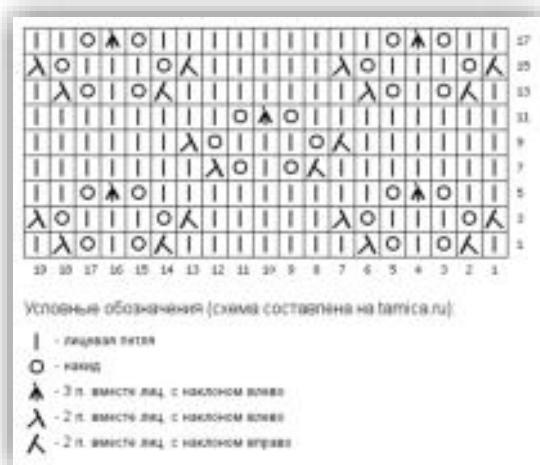 17
15
13
11
9
7
5
3
1
19 18 17 16 15 14 13 12 11 10 9 8 7 6 5 4 3 2 1
Условные обозначения (схема составлена на tamica.ru):
- лицевая петля
- накид
- 3 п. вместе лиц. с наклоном влево
- 2 п. вместе лиц. с наклоном влево
- 2 п. вместе лиц. с наклоном вправо